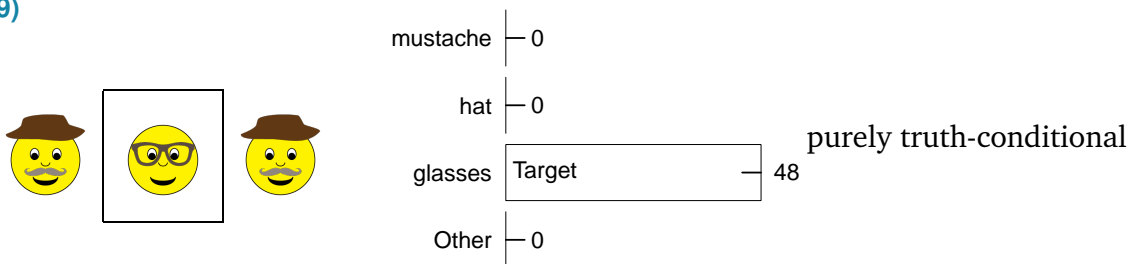 9)
mustache 0
hat 0
purely truth-conditional
glasses Target 48
Other 0